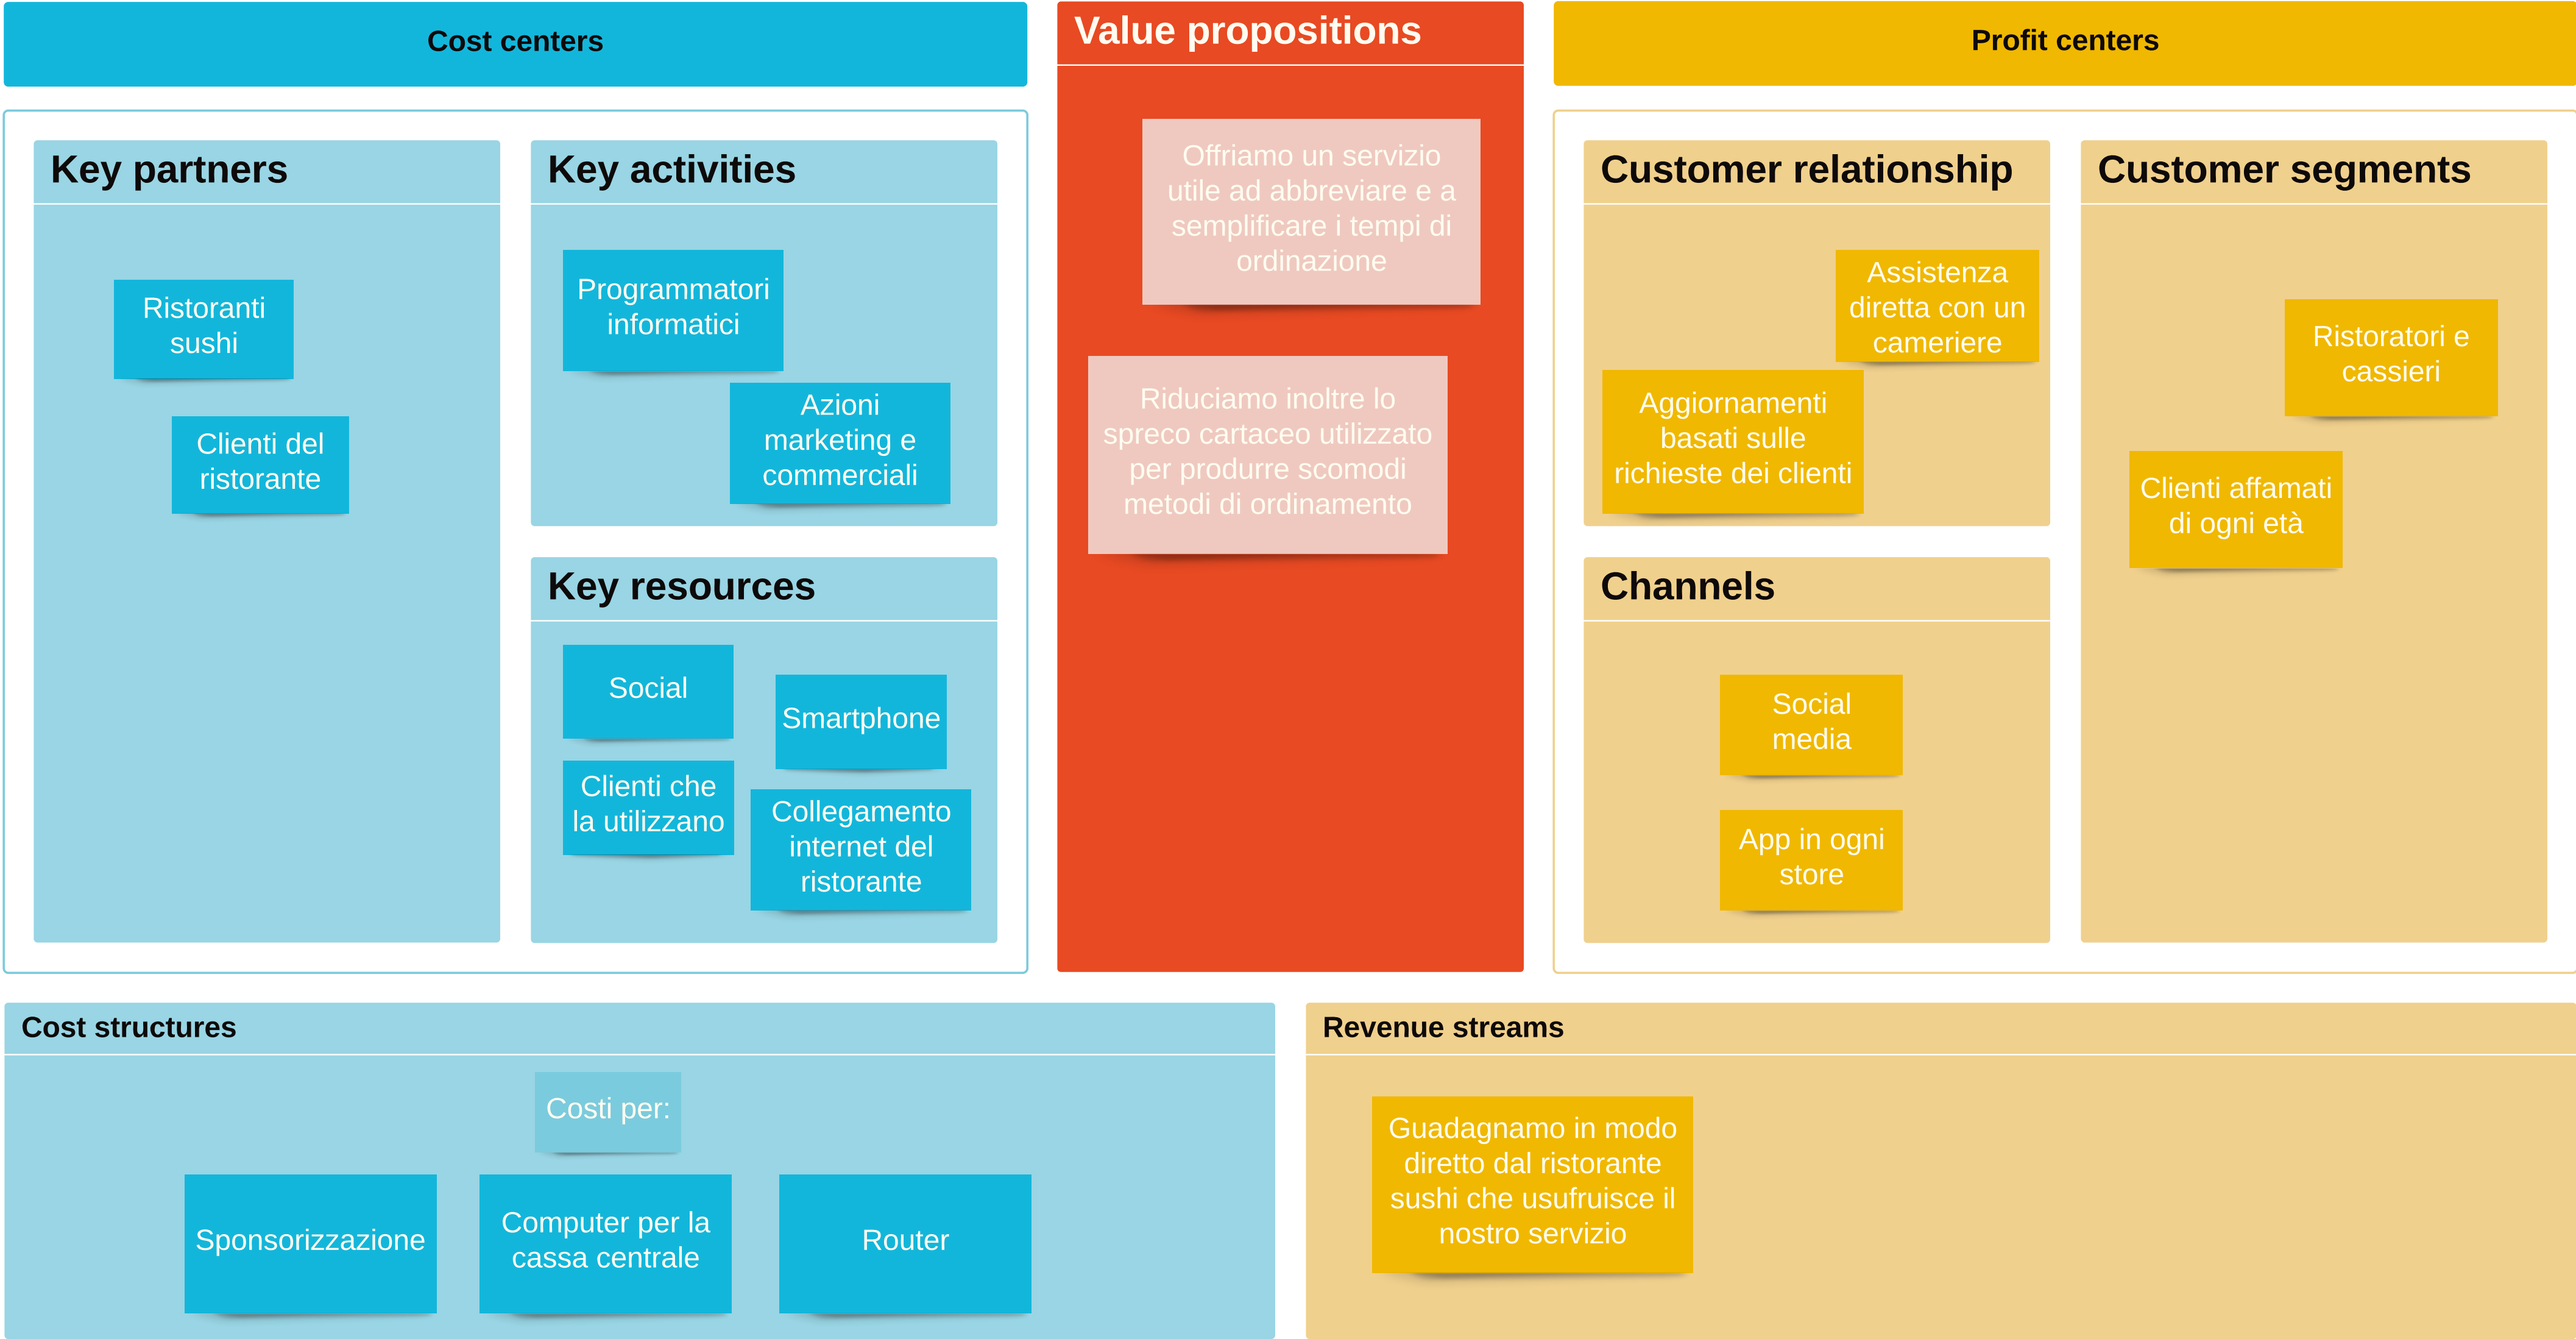 Cost centers
Value propositions
Profit centers
Key partners
Ristoranti
sushi
Clienti del
ristorante
Key activities
Programmatori
informatici
Azioni
marketing e
commerciali
Key resources
Social
Smartphone
Clienti che
la utilizzano
Collegamento
internet del
ristorante
Offriamo un servizio
utile ad abbreviare e a
semplificare i tempi di
ordinazione
Riduciamo inoltre lo
spreco cartaceo utilizzato
per produrre scomodi
metodi di ordinamento
Customer relationship
Assistenza
diretta con un
cameriere
Aggiornamenti
basati sulle
richieste dei clienti
Channels
Social
media
App in ogni
store
Customer segments
Ristoratori e
cassieri
Clienti affamati
di ogni età
Cost structures
Costi per:
Sponsorizzazione
Computer per la
cassa centrale
Router
Revenue streams
Guadagnamo in modo
diretto dal ristorante
sushi che usufruisce il
nostro servizio